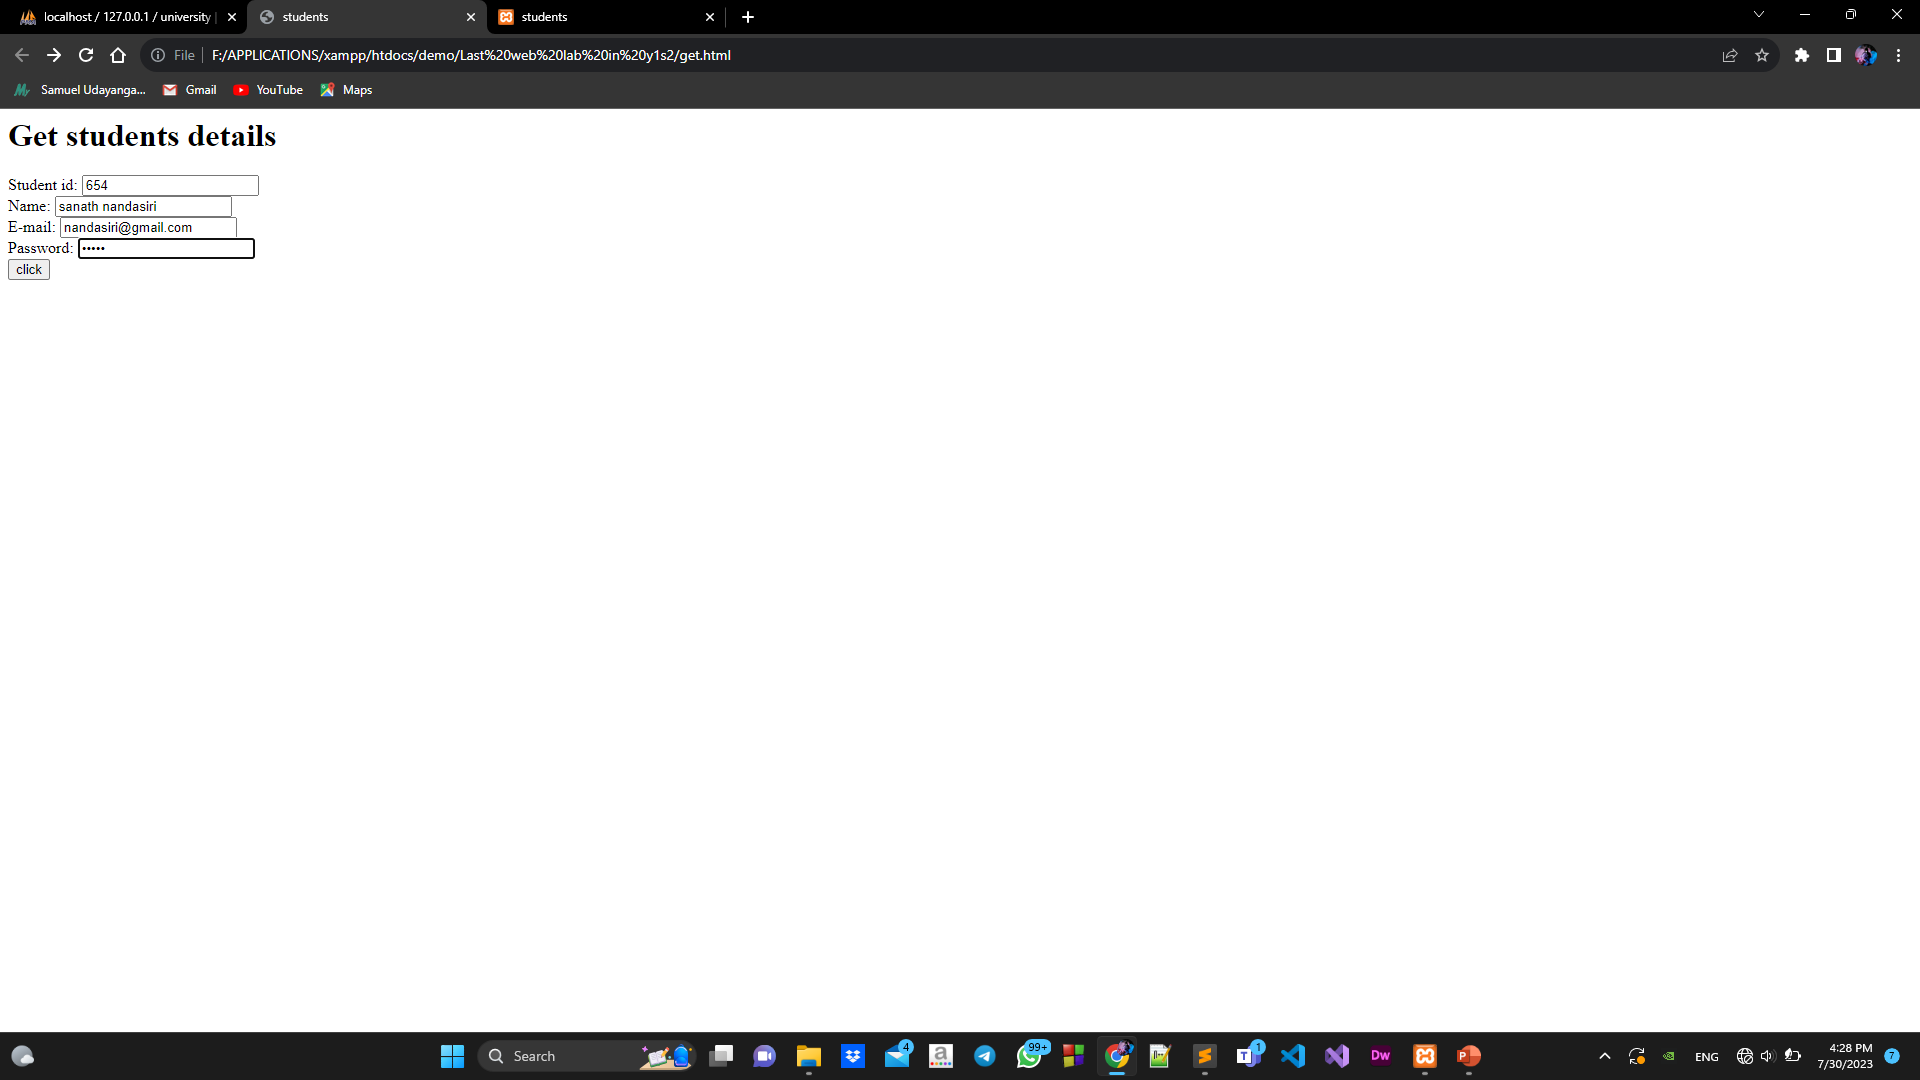 localhost / 127.0.0.1 / university |
students
students
File
F:/APPLICATIONS/xampp/htdocs/demo/Last%20web%20lab%20in%20y1s2/get.html
Samuel Udayanga...
Gmail
YouTube
Maps
Get students details
Student id: 654
Name: sanath nandasiri
E-mail: nandasiri@gmail.com
Password: •••••
click
Search
4
a
99+
T
1
Dw
P
ENG
4:28 PM
7/30/2023
7